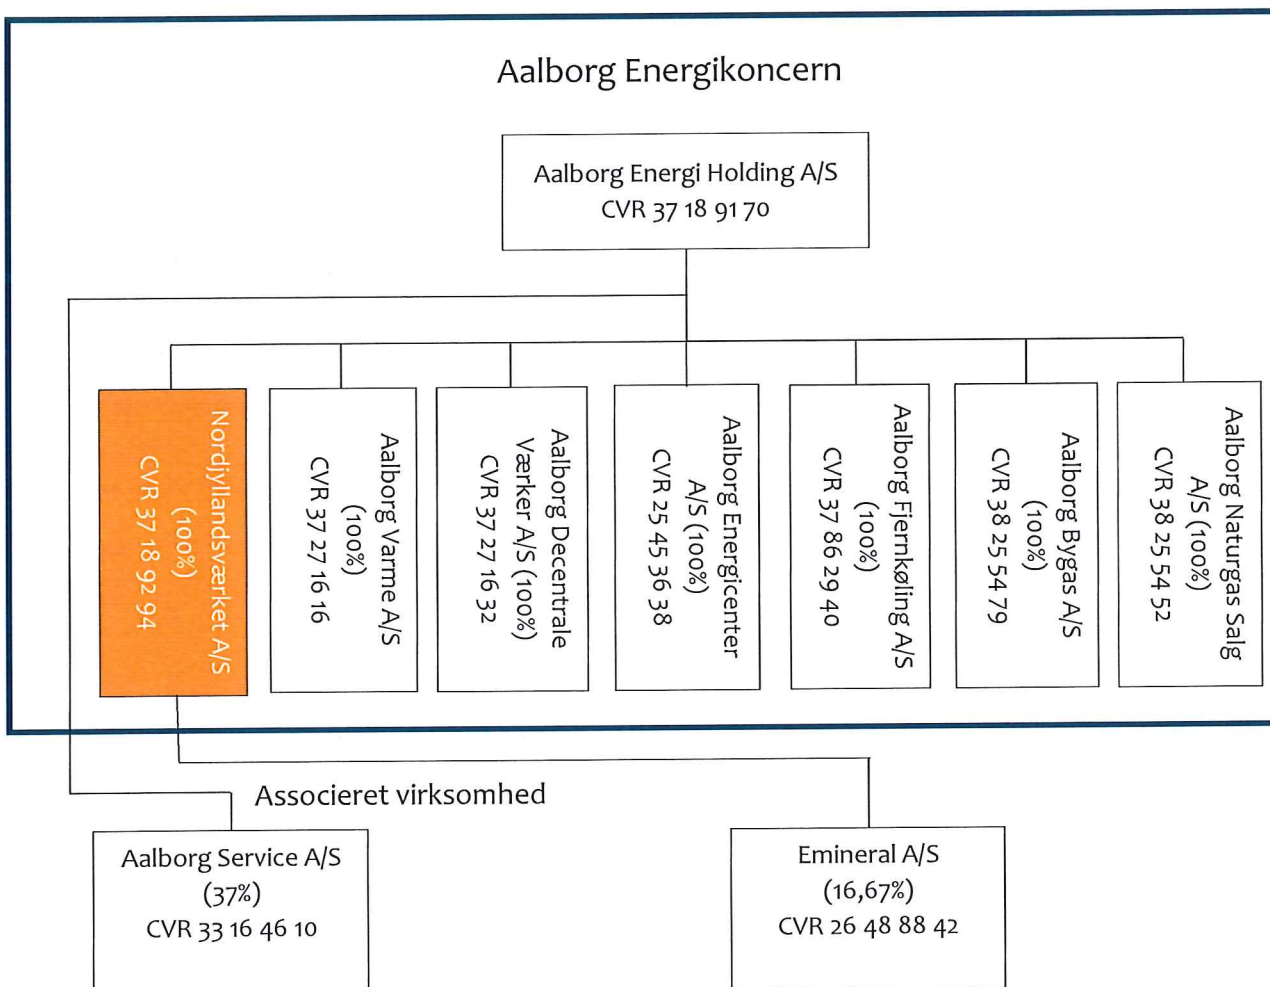 Aalborg Energikoncern
Aalborg Energi Holding A/S
CVR 37 18 91 70
Nordjyllandsværket A/S
(100%)
CVR 37 18 92 94
Aalborg Varme A/S
(100%)
CVR 37 27 16 16
Aalborg Decentrale
Værker A/S (100%)
CVR 37 27 16 32
Aalborg Energicenter
A/S (100%)
CVR 25 45 36 38
Aalborg Fjernkøling A/S
(100%)
CVR 37 86 29 40
Aalborg Bygas A/S
(100%)
CVR 38 25 54 79
Aalborg Naturgas Salg
A/S (100%)
CVR 38 25 54 52
Associeret virksomhed
Aalborg Service A/S
(37%)
CVR 33 16 46 10
Emineral A/S
(16,67%)
CVR 26 48 88 42